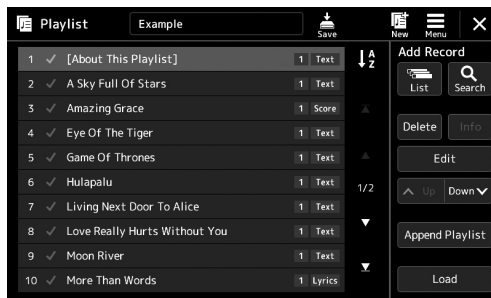 Playlist
Example
Save
New
Menu
1 [About This Playlist] 1 Text
2 A Sky Full Of Stars 1 Text
3 Amazing Grace 1 Score
4 Eye Of The Tiger 1 Text
5 Game Of Thrones 1 Text
6 Hulapalu 1 Text
7 Living Next Door To Alice 1 Text
8 Love Really Hurts Without You 1 Text
9 Moon River 1 Text
10 More Than Words 1 Lyrics
A
Z
1/2
Add Record
List
Search
Delete
Info
Edit
Up
Down
Append Playlist
Load